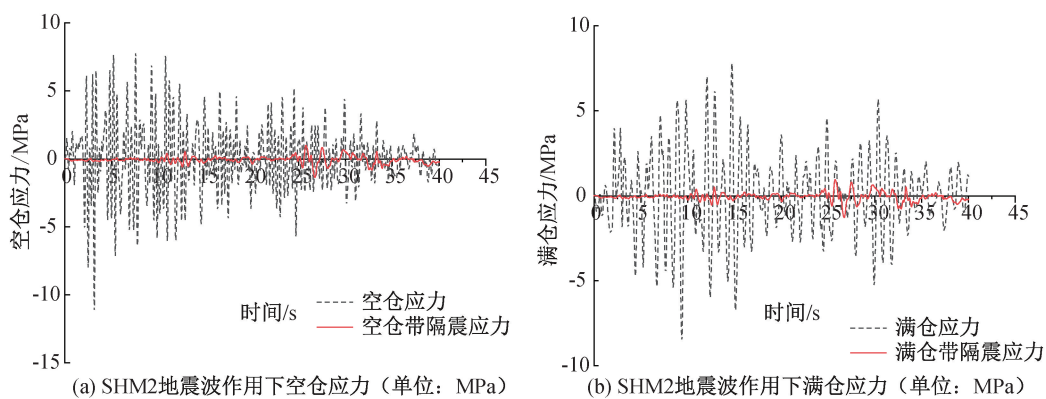 10
5
0
-5
-10
-15
空仓应力/MPa
0 5 10 15 20 25 30 35 40 45
时间/s
空仓应力
空仓带隔震应力
(a) SHM2地震波作用下空仓应力（单位：MPa）
10
5
0
-5
-10
满仓应力/MPa
0 5 10 15 20 25 30 35 40 45
时间/s
满仓应力
满仓带隔震应力
(b) SHM2地震波作用下满仓应力（单位：MPa）